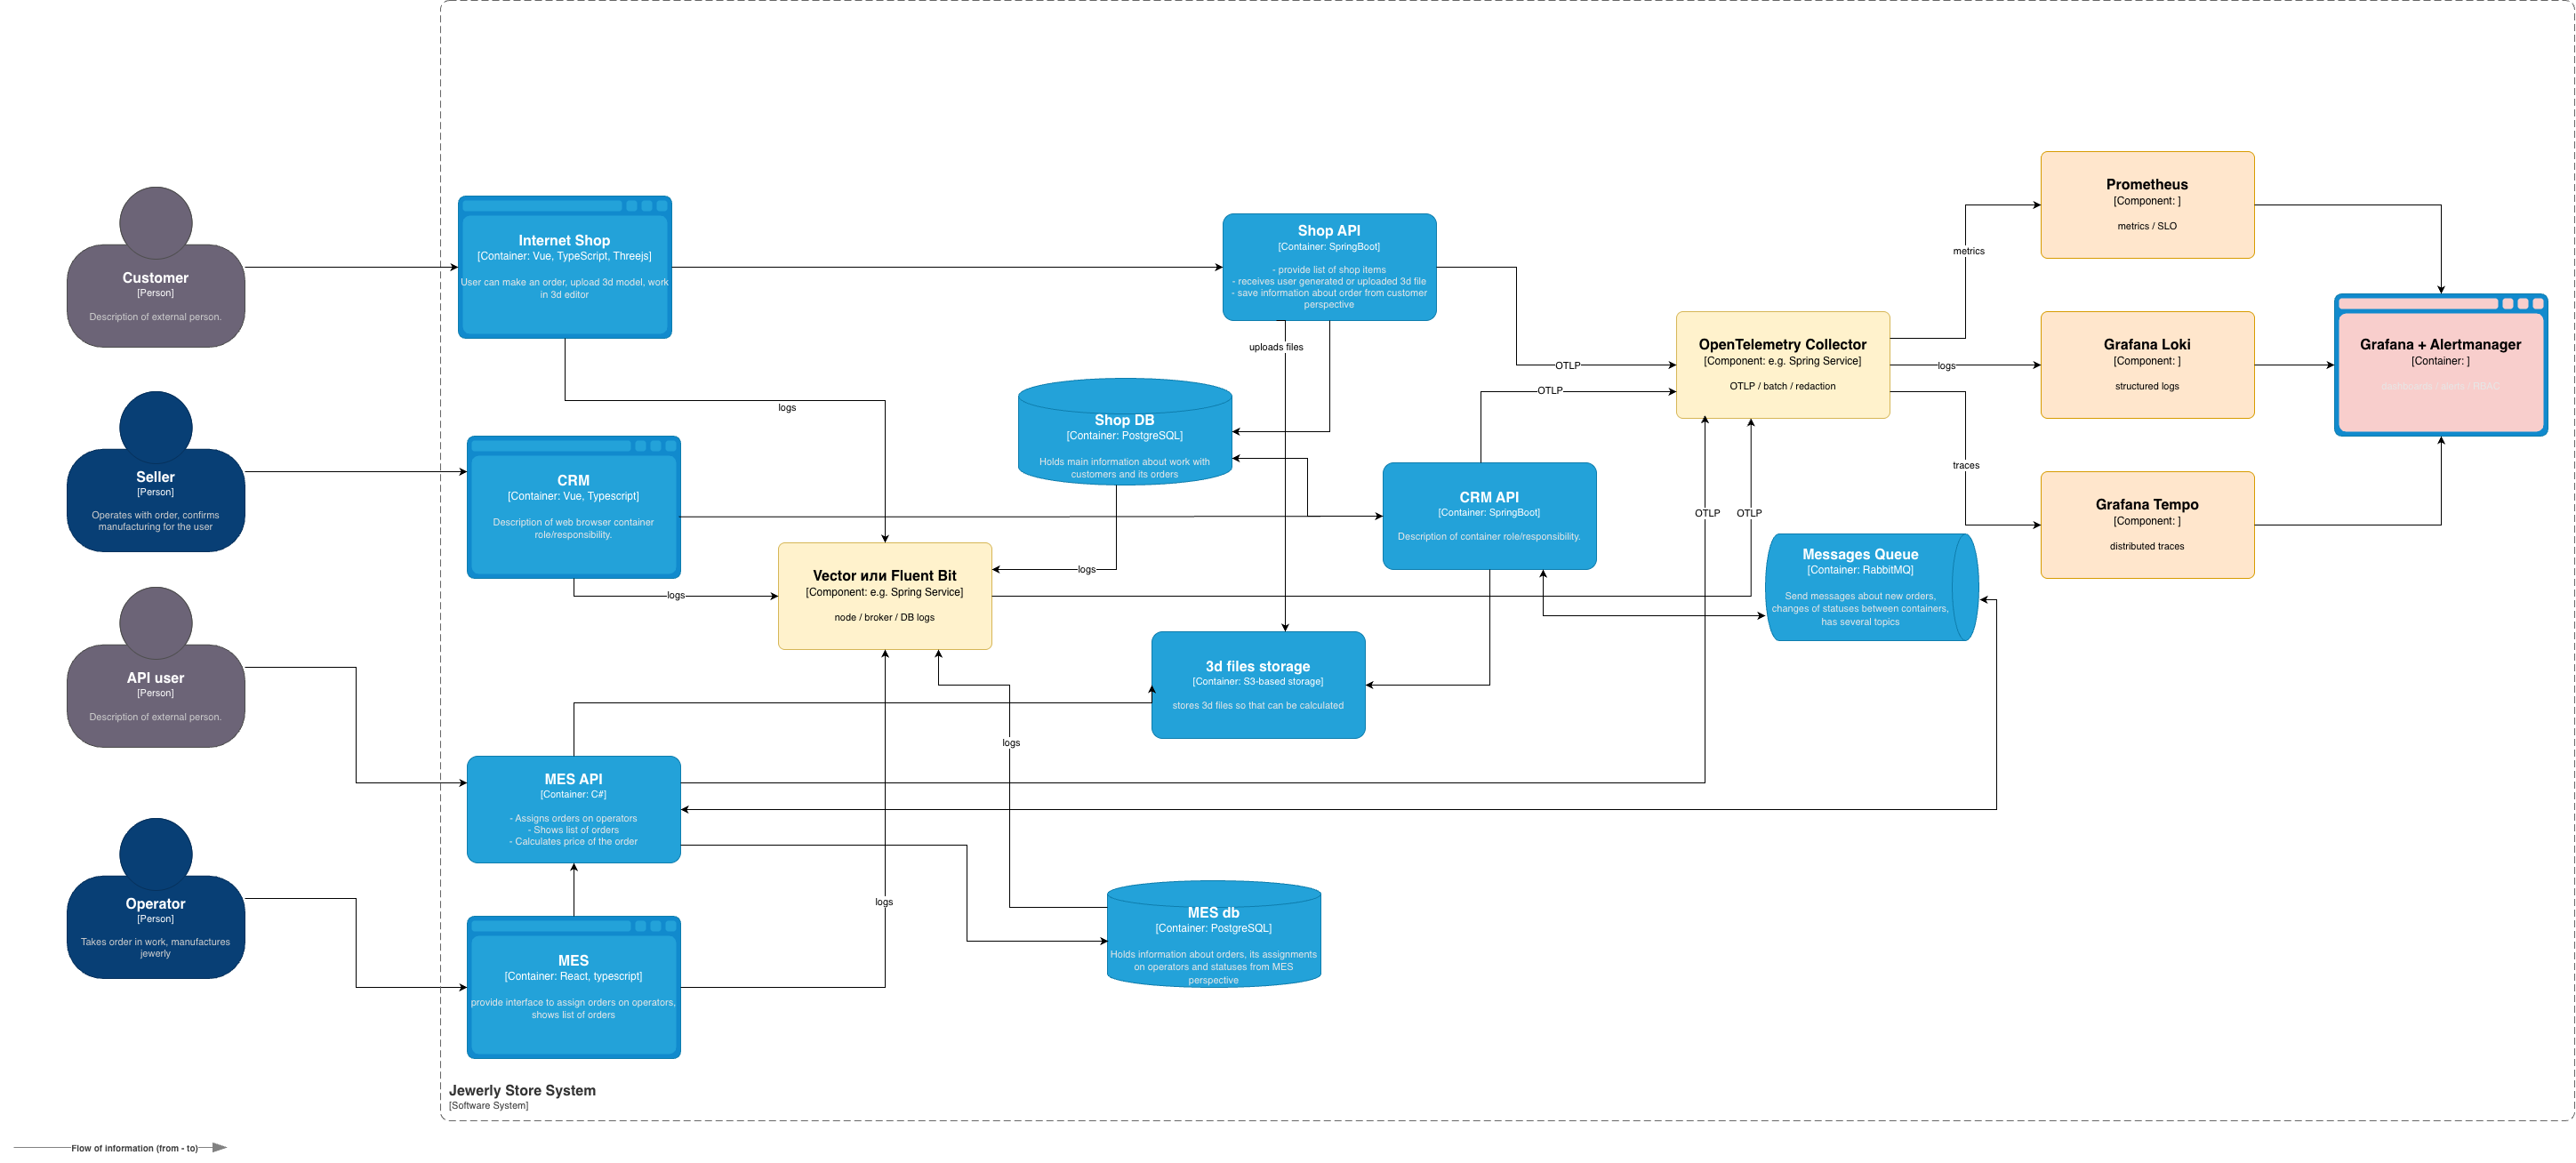 Customer
[Person]
Description of external person.
Seller
[Person]
Operates with order, confirms
manufacturing for the user
API user
[Person]
Description of external person.
Operator
[Person]
Takes order in work, manufactures
jewerly
Internet Shop
[Container: Vue, TypeScript, Threejs]
User can make an order, upload 3d model, work
in 3d editor
logs
CRM
[Container: Vue, Typescript]
Description of web browser container
role/responsibility.
logs
Vector или Fluent Bit
[Component: e.g. Spring Service]
node / broker / DB logs
MES API
[Container: C#]
- Assigns orders on operators
- Shows list of orders
- Calculates price of the order
MES
[Container: React, typescript]
provide interface to assign orders on operators,
shows list of orders
logs
logs
logs
Shop API
[Container: SpringBoot]
- provide list of shop items
- receives user generated or uploaded 3d file
- save information about order from customer
perspective
uploads files
Shop DB
[Container: PostgreSQL]
Holds main information about work with
customers and its orders
CRM API
[Container: SpringBoot]
Description of container role/responsibility.
3d files storage
[Container: S3-based storage]
stores 3d files so that can be calculated
MES db
[Container: PostgreSQL]
Holds information about orders, its assignments
on operators and statuses from MES
perspective
OTLP
OTLP
OTLP
OTLP
OpenTelemetry Collector
[Component: e.g. Spring Service]
OTLP / batch / redaction
Messages Queue
[Container: RabbitMQ]
Send messages about new orders,
changes of statuses between containers,
has several topics
metrics
logs
traces
Prometheus
[Component: ]
metrics / SLO
Grafana Loki
[Component: ]
structured logs
Grafana Tempo
[Component: ]
distributed traces
Grafana + Alertmanager
[Container: ]
dashboards / alerts / RBAC
Jewerly Store System
[Software System]
Flow of information (from - to)